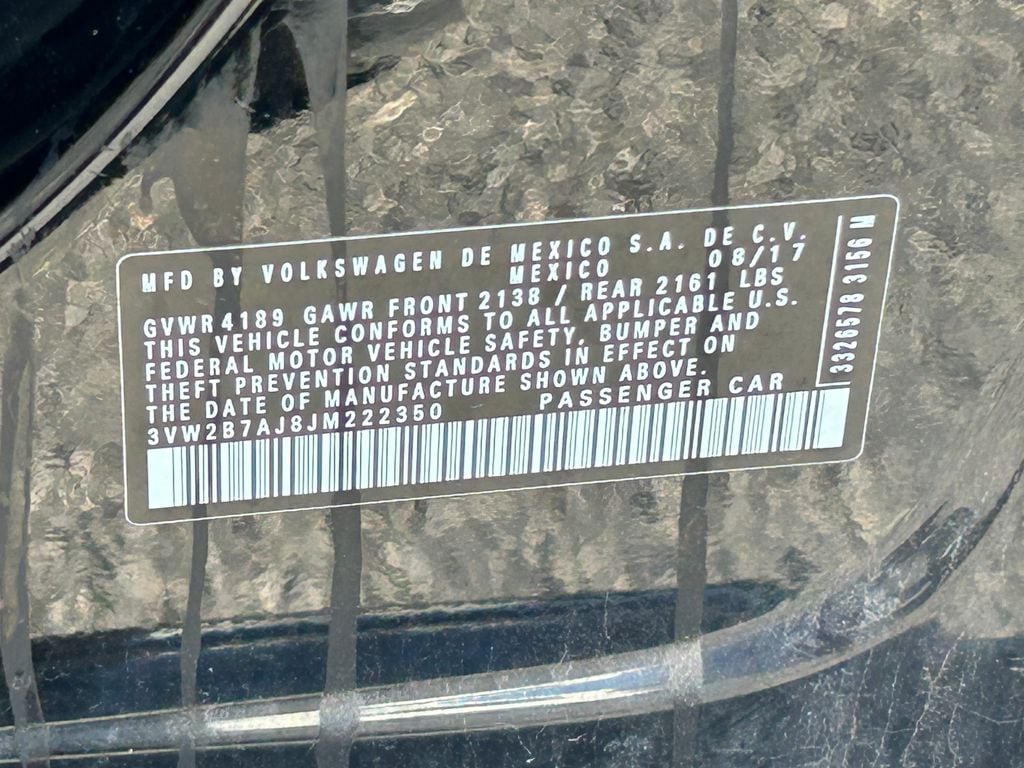 MFD BY VOLKSWAGEN DE MEXICO S.A. DE C.V.
MEXICO 08/17
GVWR 4189 GAWR FRONT 2138 / REAR 2161 LBS
THIS VEHICLE CONFORMS TO ALL APPLICABLE U.S.
FEDERAL MOTOR VEHICLE SAFETY, BUMPER AND
THEFT PREVENTION STANDARDS IN EFFECT ON
THE DATE OF MANUFACTURE SHOWN ABOVE.
3VW2B7AJ8JM222350 PASSENGER CAR
3326578 3156 M